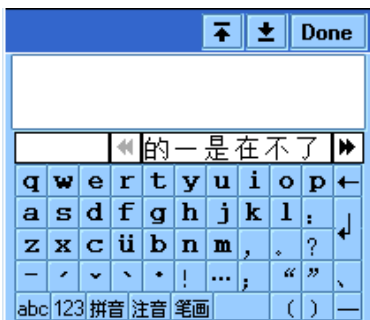 Done
的一是在不了
q w e r t y u i o p ←
a s d f g h j k l :
z x c ü b n m , 。 ?
– ˊ ˇ ˋ · ! … ; “ ” 、
abc 123 拼音 注音 笔画 ( ) —